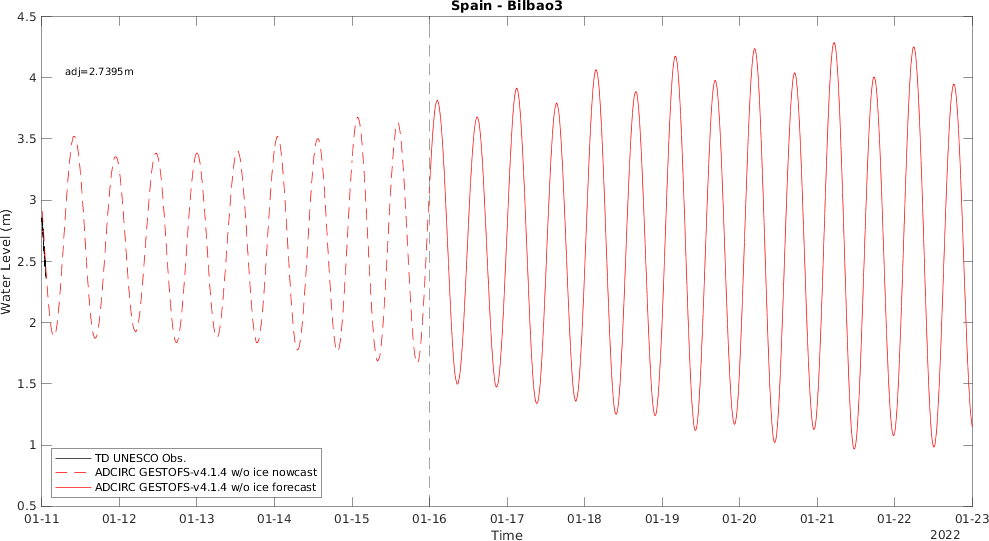 Spain - Bilbao3
4.5
4
3.5
3
2.5
2
1.5
1
0.5
Water Level (m)
adj=2.7395m
TD UNESCO Obs.
ADCIRC GESTOFS-v4.1.4 w/o ice nowcast
ADCIRC GESTOFS-v4.1.4 w/o ice forecast
01-11 01-12 01-13 01-14 01-15 01-16 01-17 01-18 01-19 01-20 01-21 01-22 01-23
Time
2022